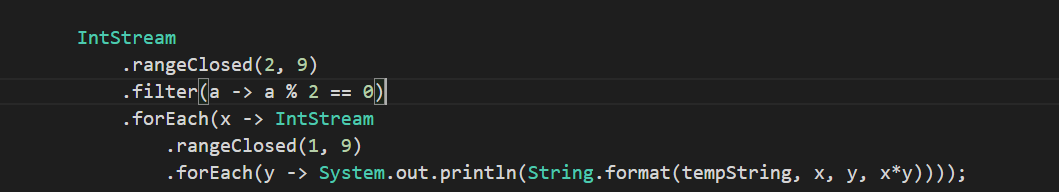 IntStream
.rangeClosed(2, 9)
.filter(a -> a % 2 == 0)
.forEach(x -> IntStream
.rangeClosed(1, 9)
.forEach(y -> System.out.println(String.format(tempString, x, y, x*y))));